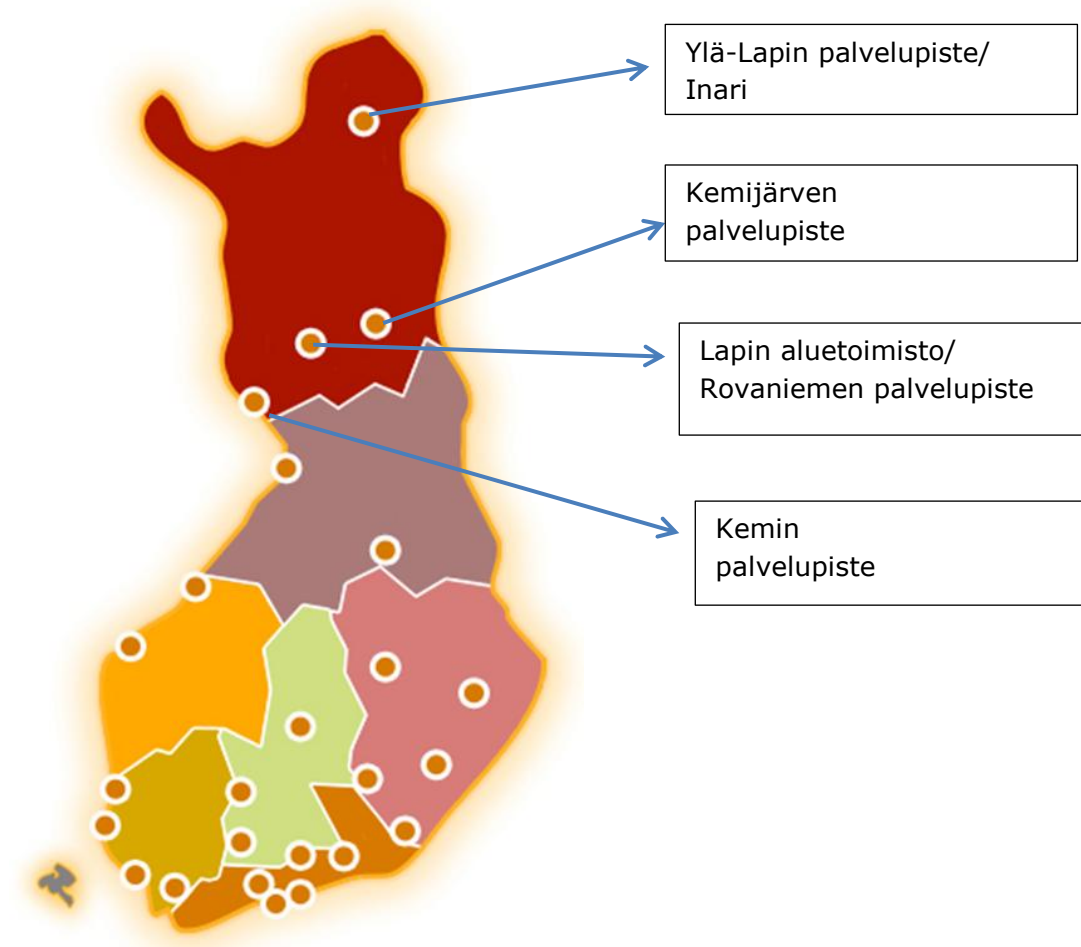 Ylä-Lapin palvelupiste/
Inari
Kemijärven
palvelupiste
Lapin aluetoimisto/
Rovaniemen palvelupiste
Kemin
palvelupiste